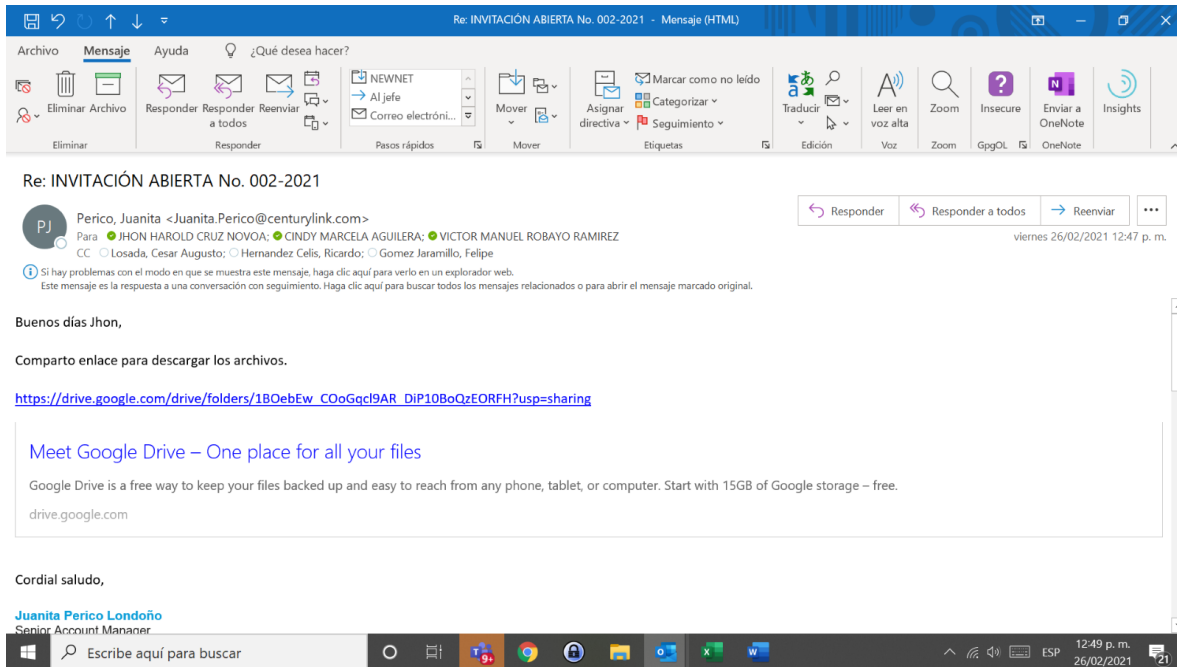 Re: INVITACIÓN ABIERTA No. 002-2021 - Mensaje (HTML)
Archivo Mensaje Ayuda ¿Qué desea hacer?
Eliminar Archivo
Responder Responder a todos Reenviar
NEWNET
Al jefe
Correo electróni...
Mover
Asignar directiva
Marcar como no leído
Categorizar
Seguimiento
Traducir
Leer en voz alta
Zoom
Insecure
Enviar a OneNote
Insights
Eliminar Responder Pasos rápidos Mover Etiquetas Edición Voz Zoom GpgOL OneNote
Re: INVITACIÓN ABIERTA No. 002-2021
PJ
Perico, Juanita <Juanita.Perico@centurylink.com>
Para JHON HAROLD CRUZ NOVOA; CINDY MARCELA AGUILERA; VICTOR MANUEL ROBAYO RAMIREZ
CC Losada, Cesar Augusto; Hernandez Celis, Ricardo; Gomez Jaramillo, Felipe
Responder Responder a todos Reenviar ...
viernes 26/02/2021 12:47 p. m.
Si hay problemas con el modo en que se muestra este mensaje, haga clic aquí para verlo en un explorador web.
Este mensaje es la respuesta a una conversación con seguimiento. Haga clic aquí para buscar todos los mensajes relacionados o para abrir el mensaje marcado original.
Buenos días Jhon,
Comparto enlace para descargar los archivos.
https://drive.google.com/drive/folders/1BOebEw_COoGqcl9AR_DiP10BoQzEORFH?usp=sharing
Meet Google Drive – One place for all your files
Google Drive is a free way to keep your files backed up and easy to reach from any phone, tablet, or computer. Start with 15GB of Google storage – free.
drive.google.com
Cordial saludo,
Juanita Perico Londoño
Senior Account Manager
Escribe aquí para buscar
9+
ESP
12:49 p. m.
26/02/2021
21